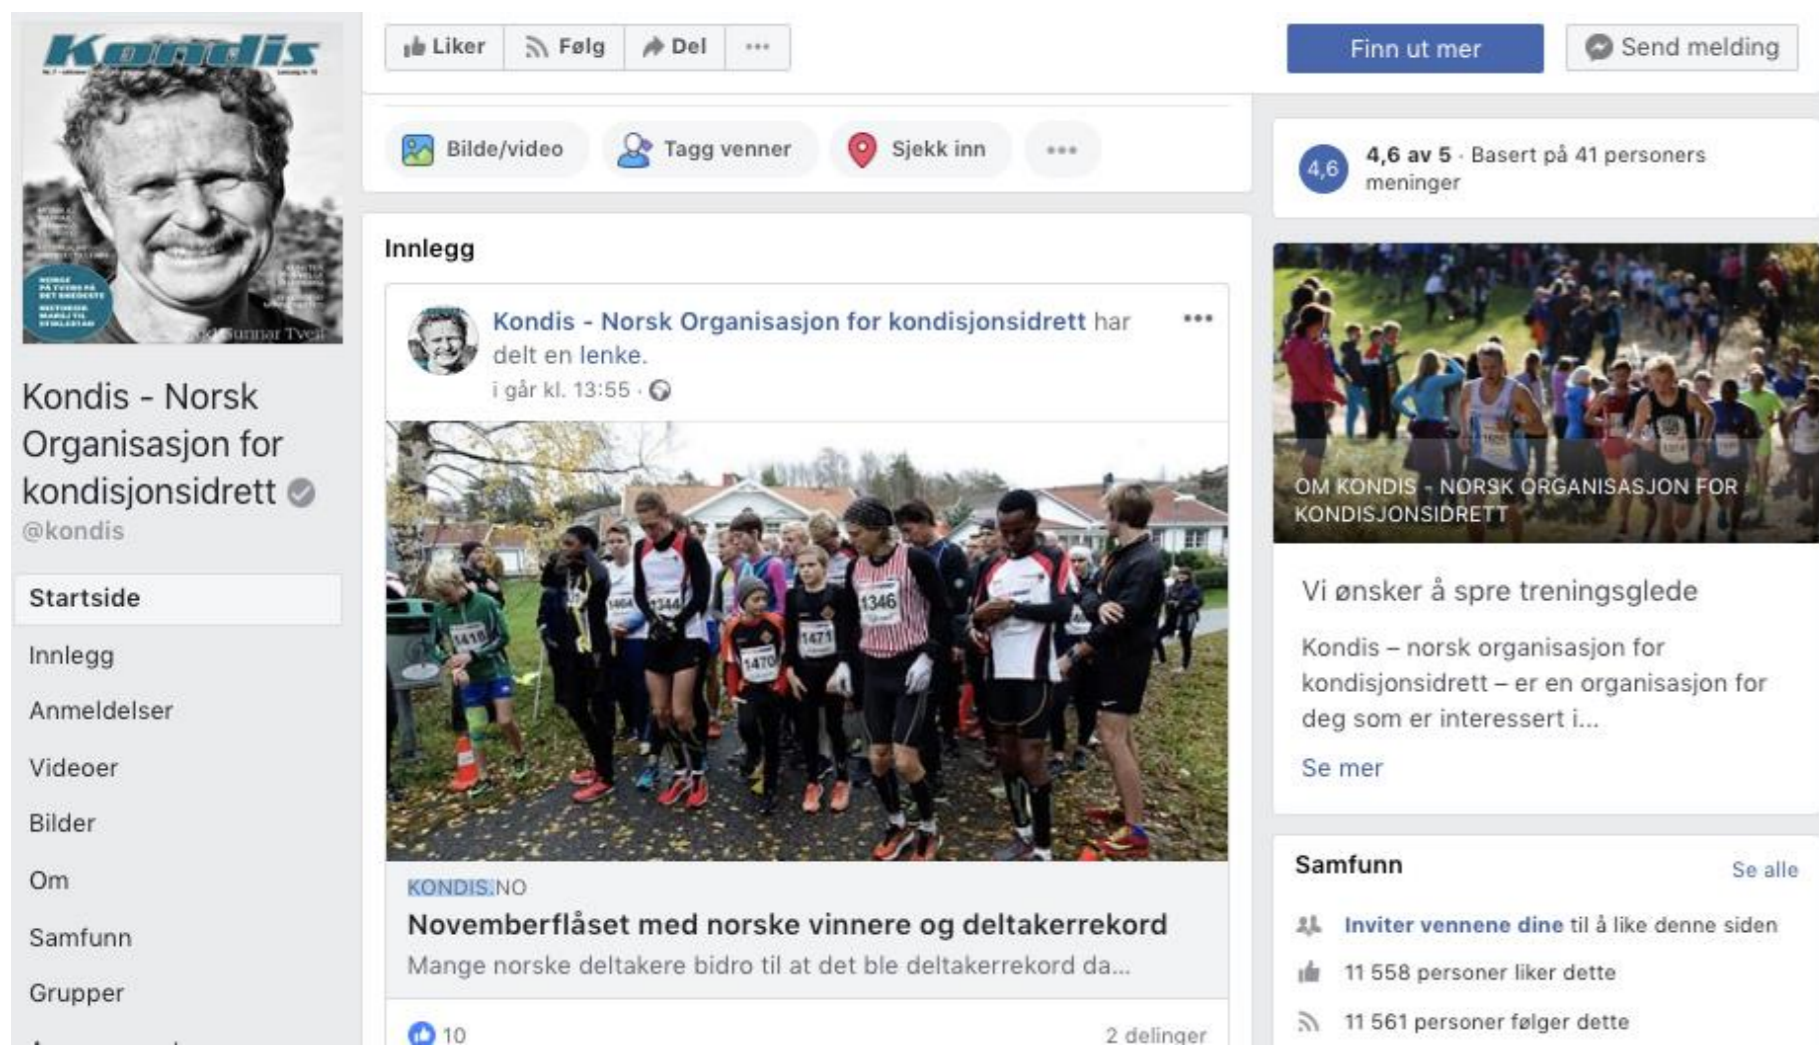 Kondis
Kondis - Norsk
Organisasjon for
kondisjonsidrett
@kondis
Startside
Innlegg
Anmeldelser
Videoer
Bilder
Om
Samfunn
Grupper
Liker
Følg
Del
Bilde/video
Tagg venner
Sjekk inn
Innlegg
Kondis - Norsk Organisasjon for kondisjonsidrett har
delt en lenke.
i går kl. 13:55 ·
1418
1464
1344
1470
1471
1346
KONDIS.NO
Novemberflåset med norske vinnere og deltakerrekord
Mange norske deltakere bidro til at det ble deltakerrekord da...
10
2 delinger
Finn ut mer
Send melding
4,6
4,6 av 5 · Basert på 41 personers
meninger
OM KONDIS - NORSK ORGANISASJON FOR
KONDISJONSIDRETT
Vi ønsker å spre treningsglede
Kondis – norsk organisasjon for
kondisjonsidrett – er en organisasjon for
deg som er interessert i...
Se mer
Samfunn
Se alle
Inviter vennene dine til å like denne siden
11 558 personer liker dette
11 561 personer følger dette